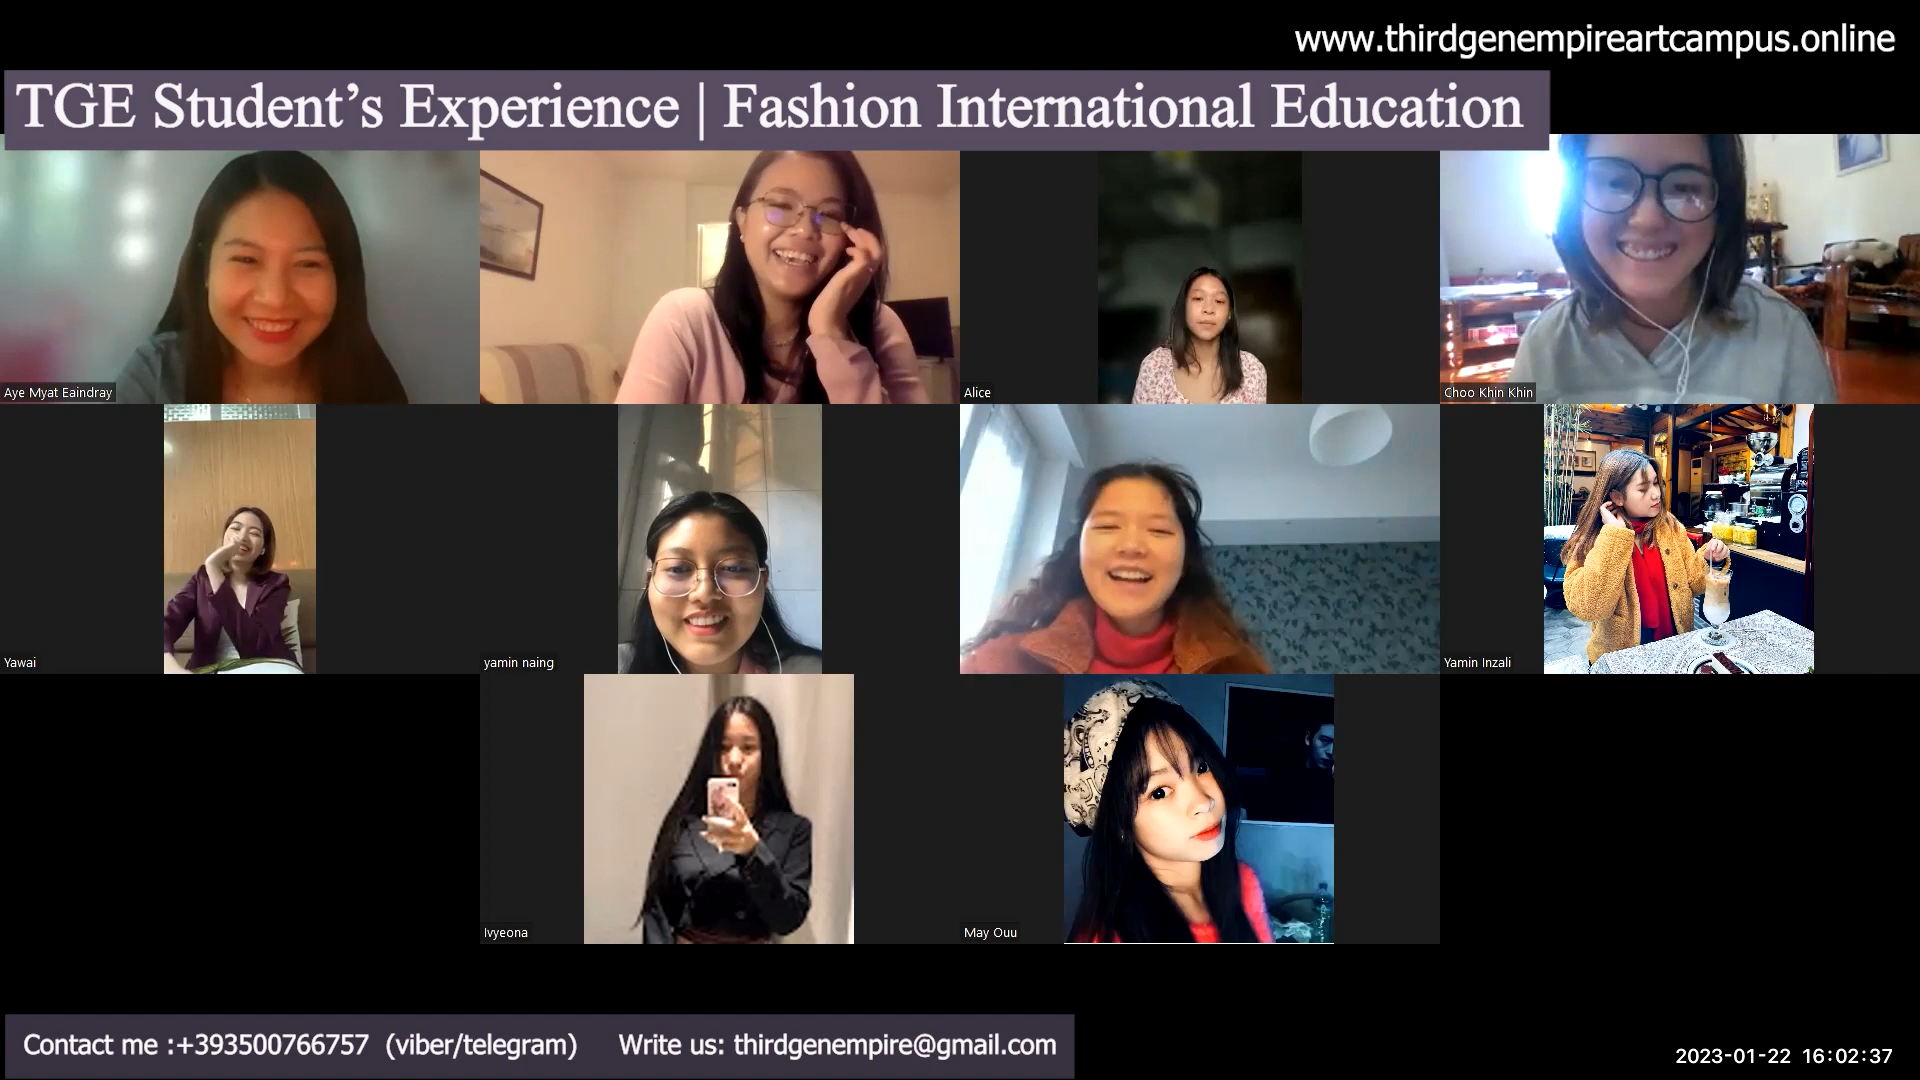 www.thirdgenempireartcampus.online
TGE Student’s Experience | Fashion International Education
Aye Myat Eaindray
Alice
Choo Khin Khin
Yawai
yamin naing
Yamin Inzali
Ivyeona
May Ouu
Contact me :+393500766757 (viber/telegram) Write us: thirdgenempire@gmail.com
2023-01-22 16:02:37